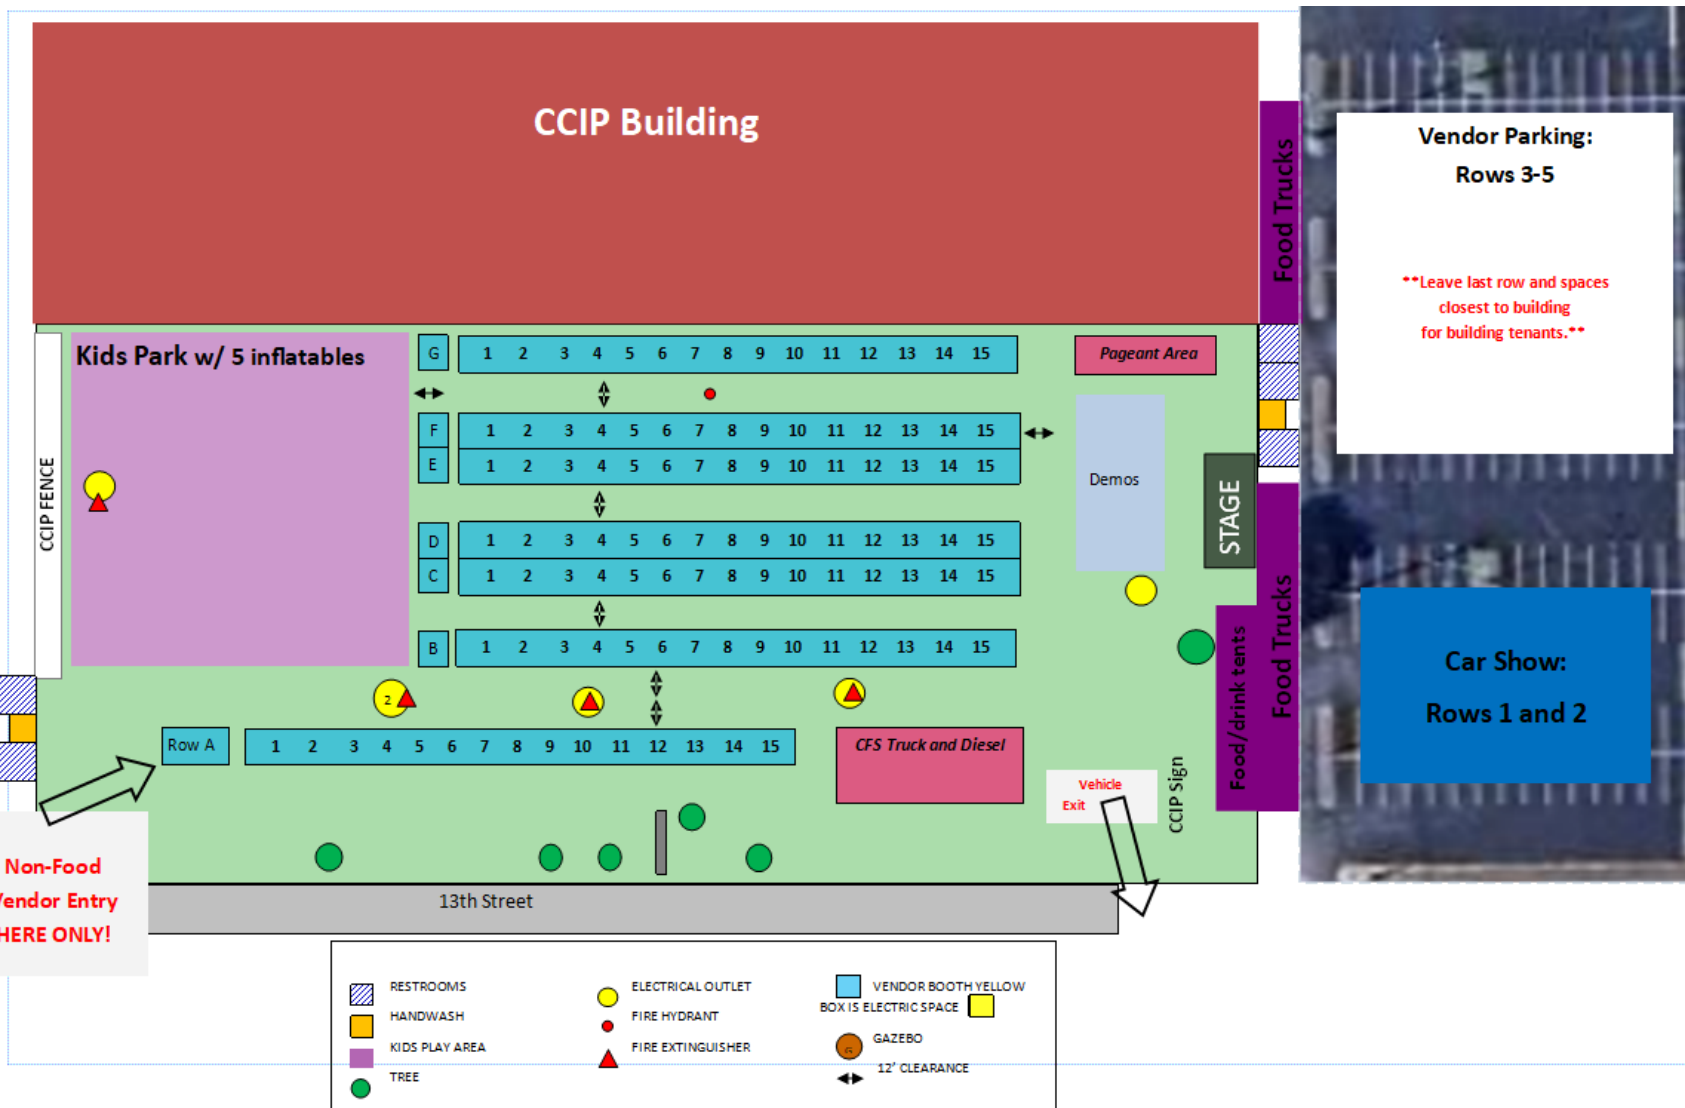 CCIP Building
Food Trucks
Vendor Parking:
Rows 3-5
**Leave last row and spaces
closest to building
for building tenants.**
CCIP FENCE
Kids Park w/ 5 inflatables
G 1 2 3 4 5 6 7 8 9 10 11 12 13 14 15
Pageant Area
F 1 2 3 4 5 6 7 8 9 10 11 12 13 14 15
E 1 2 3 4 5 6 7 8 9 10 11 12 13 14 15
Demos
STAGE
D 1 2 3 4 5 6 7 8 9 10 11 12 13 14 15
C 1 2 3 4 5 6 7 8 9 10 11 12 13 14 15
B 1 2 3 4 5 6 7 8 9 10 11 12 13 14 15
Food/drink tents
Food Trucks
Car Show:
Rows 1 and 2
2
Row A 1 2 3 4 5 6 7 8 9 10 11 12 13 14 15
CFS Truck and Diesel
Vehicle
Exit
CCIP Sign
Non-Food
Vendor Entry
HERE ONLY!
13th Street
RESTROOMS
HANDWASH
KIDS PLAY AREA
TREE
ELECTRICAL OUTLET
FIRE HYDRANT
FIRE EXTINGUISHER
VENDOR BOOTH YELLOW
BOX IS ELECTRIC SPACE
G
GAZEBO
12' CLEARANCE